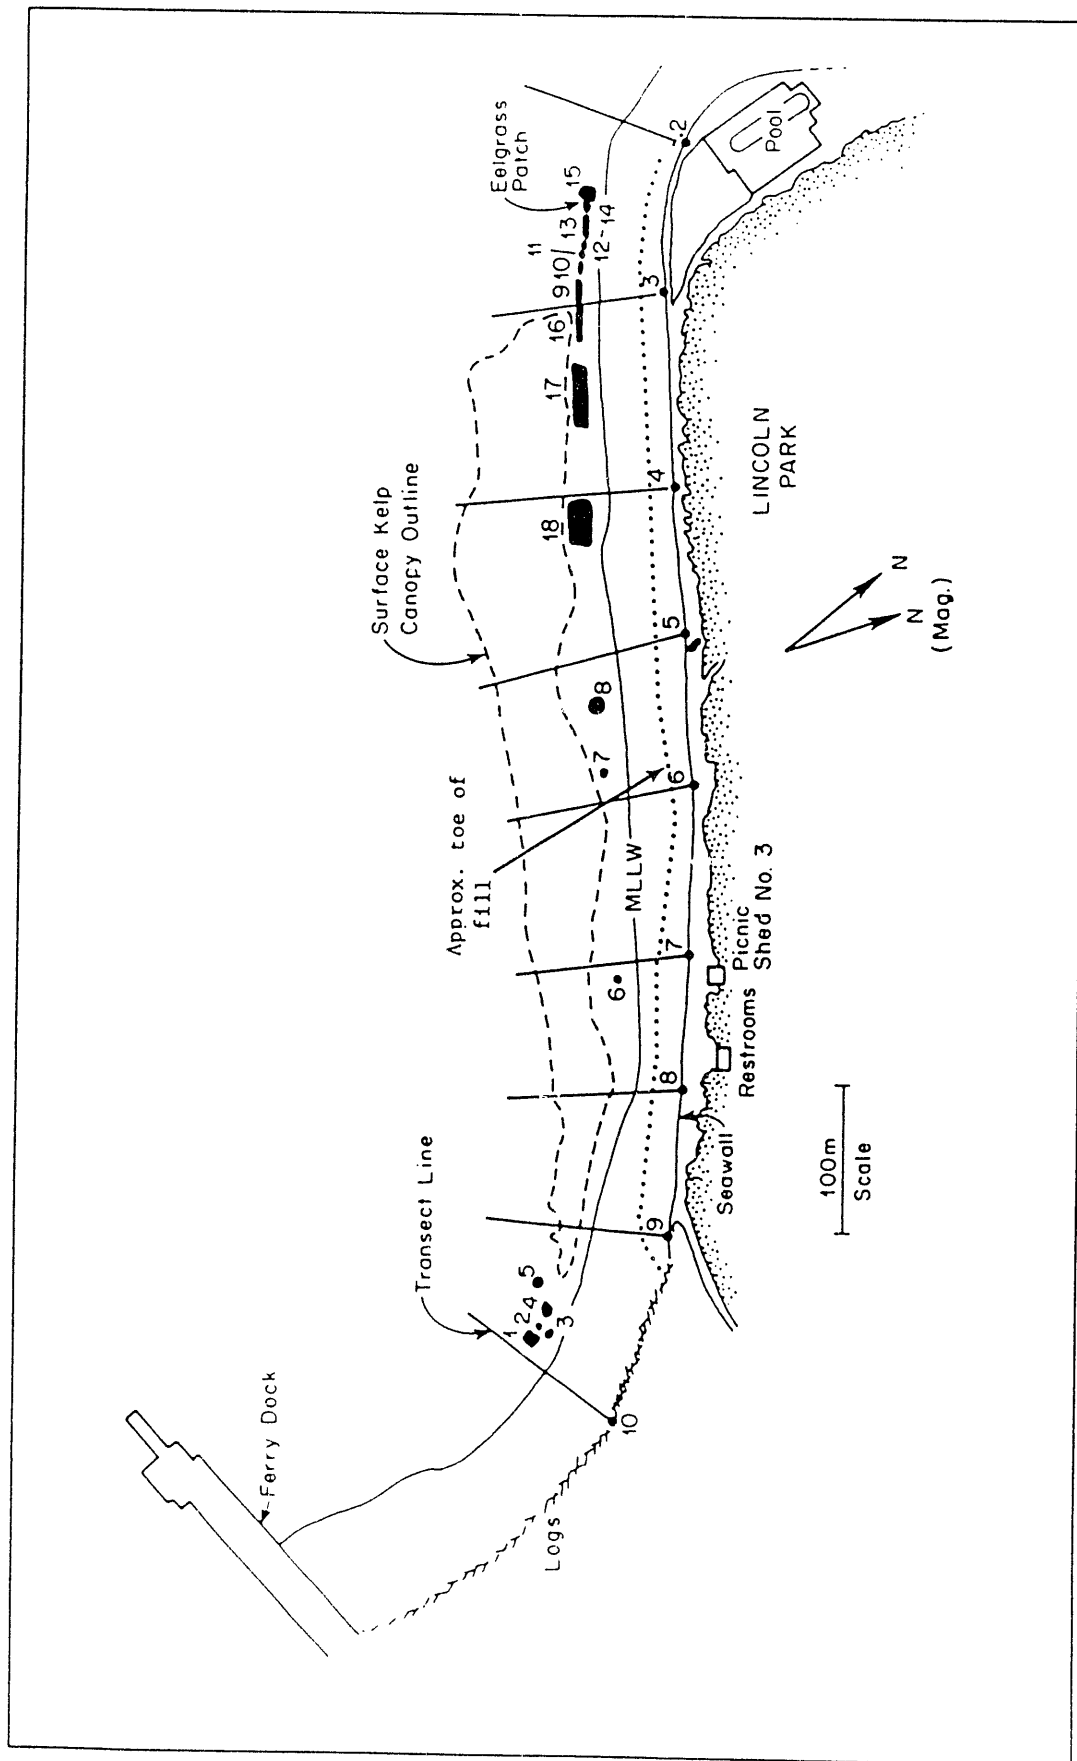 Ferry Dock
Logs
Transect Line
10
1
2
4
5
3
9
Seawall
8
Restrooms
7
Picnic
Shed No. 3
6
MLLW
Approx. toe of
fill
6
7
8
5
Surface Kelp
Canopy Outline
18
4
17
LINCOLN
PARK
16
9
10/
11
13
12-14
15
Eelgrass
Patch
3
2
Pool
N
N
(Mag.)
100m
Scale